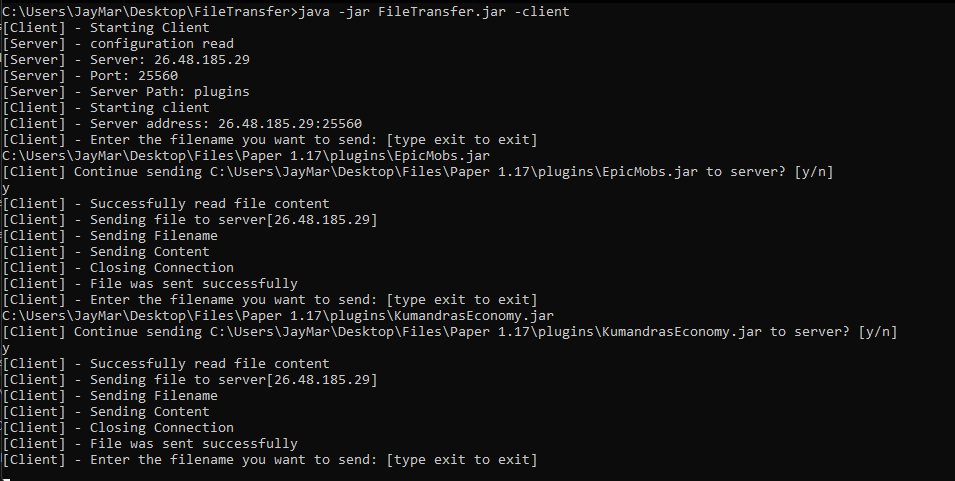 C:\Users\JayMar\Desktop\FileTransfer>java -jar FileTransfer.jar -client
[Client] - Starting Client
[Server] - configuration read
[Server] - Server: 26.48.185.29
[Server] - Port: 25560
[Server] - Server Path: plugins
[Client] - Starting client
[Client] - Server address: 26.48.185.29:25560
[Client] - Enter the filename you want to send: [type exit to exit]
C:\Users\JayMar\Desktop\Files\Paper 1.17\plugins\EpicMobs.jar
[Client] Continue sending C:\Users\JayMar\Desktop\Files\Paper 1.17\plugins\EpicMobs.jar to server? [y/n]
y
[Client] - Successfully read file content
[Client] - Sending file to server[26.48.185.29]
[Client] - Sending Filename
[Client] - Sending Content
[Client] - Closing Connection
[Client] - File was sent successfully
[Client] - Enter the filename you want to send: [type exit to exit]
C:\Users\JayMar\Desktop\Files\Paper 1.17\plugins\KumandrasEconomy.jar
[Client] Continue sending C:\Users\JayMar\Desktop\Files\Paper 1.17\plugins\KumandrasEconomy.jar to server? [y/n]
y
[Client] - Successfully read file content
[Client] - Sending file to server[26.48.185.29]
[Client] - Sending Filename
[Client] - Sending Content
[Client] - Closing Connection
[Client] - File was sent successfully
[Client] - Enter the filename you want to send: [type exit to exit]